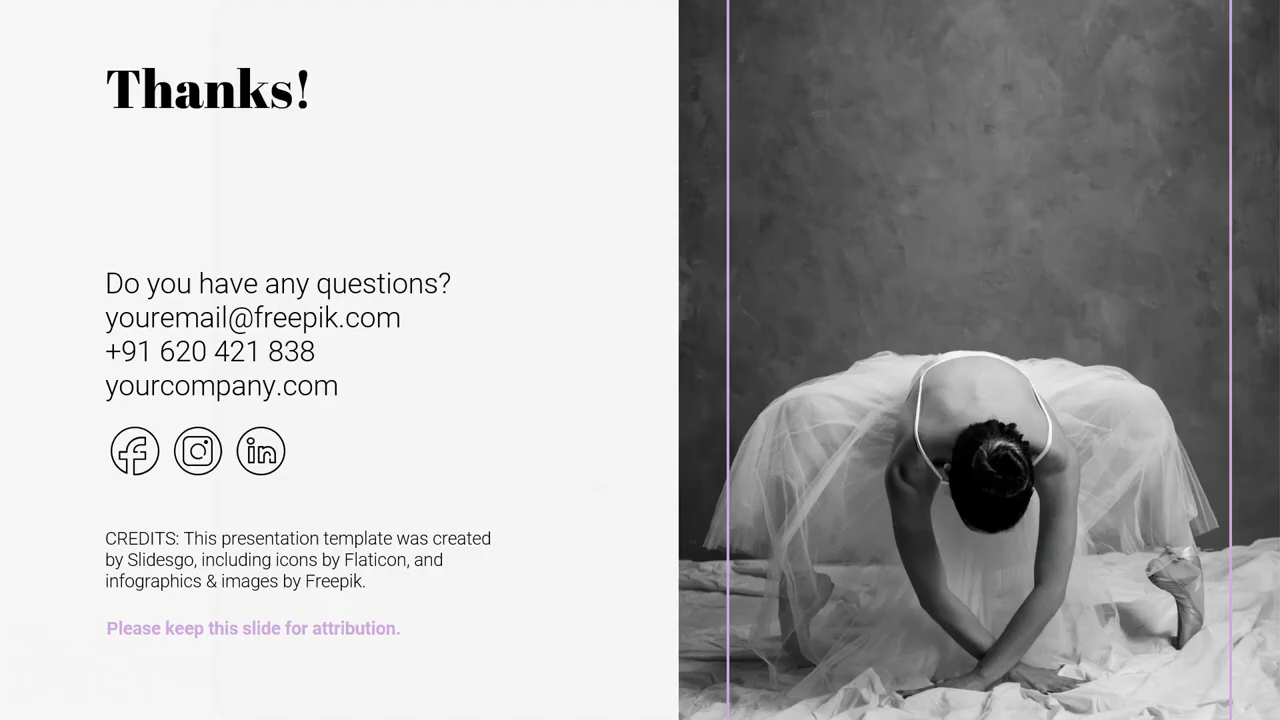 Thanks!
Do you have any questions?
youremail@freepik.com
+91 620 421 838
yourcompany.com
CREDITS: This presentation template was created
by Slidesgo, including icons by Flaticon, and
infographics & images by Freepik.
Please keep this slide for attribution.